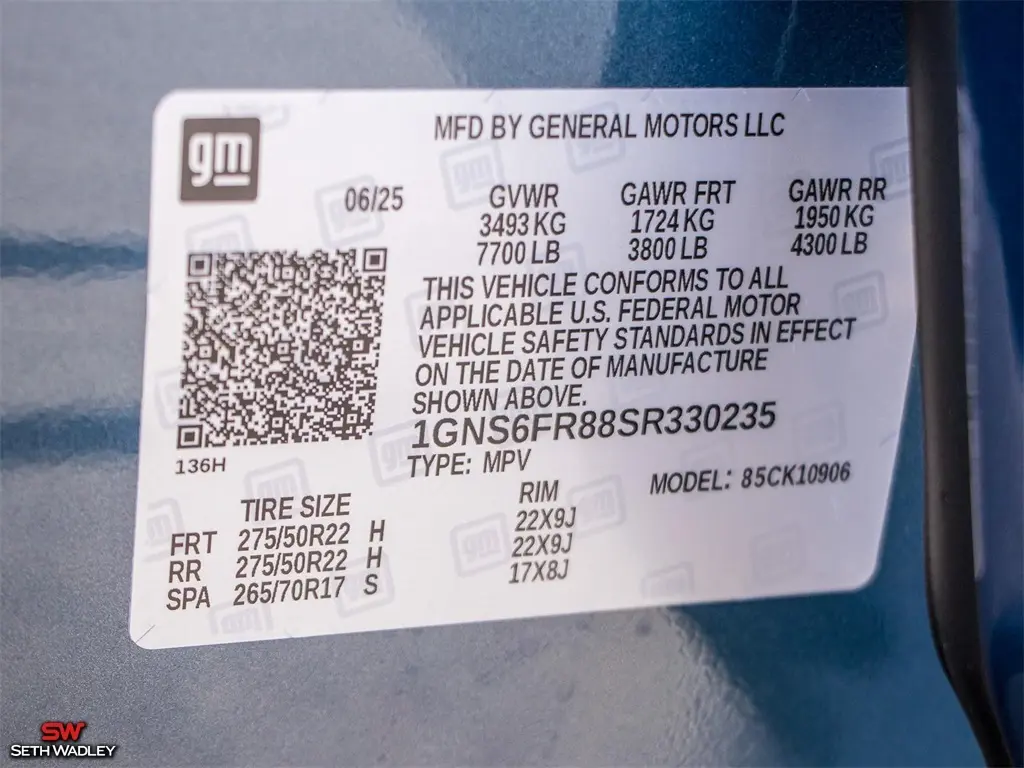 gm
MFD BY GENERAL MOTORS LLC
06/25
GVWR GAWR FRT GAWR RR
3493 KG 1724 KG 1950 KG
7700 LB 3800 LB 4300 LB
THIS VEHICLE CONFORMS TO ALL
APPLICABLE U.S. FEDERAL MOTOR
VEHICLE SAFETY STANDARDS IN EFFECT
ON THE DATE OF MANUFACTURE
SHOWN ABOVE.
1GNS6FR88SR330235
136H
TYPE: MPV
MODEL: 85CK10906
TIRE SIZE RIM
FRT 275/50R22 H 22X9J
RR 275/50R22 H 22X9J
SPA 265/70R17 S 17X8J
SW
SETH WADLEY